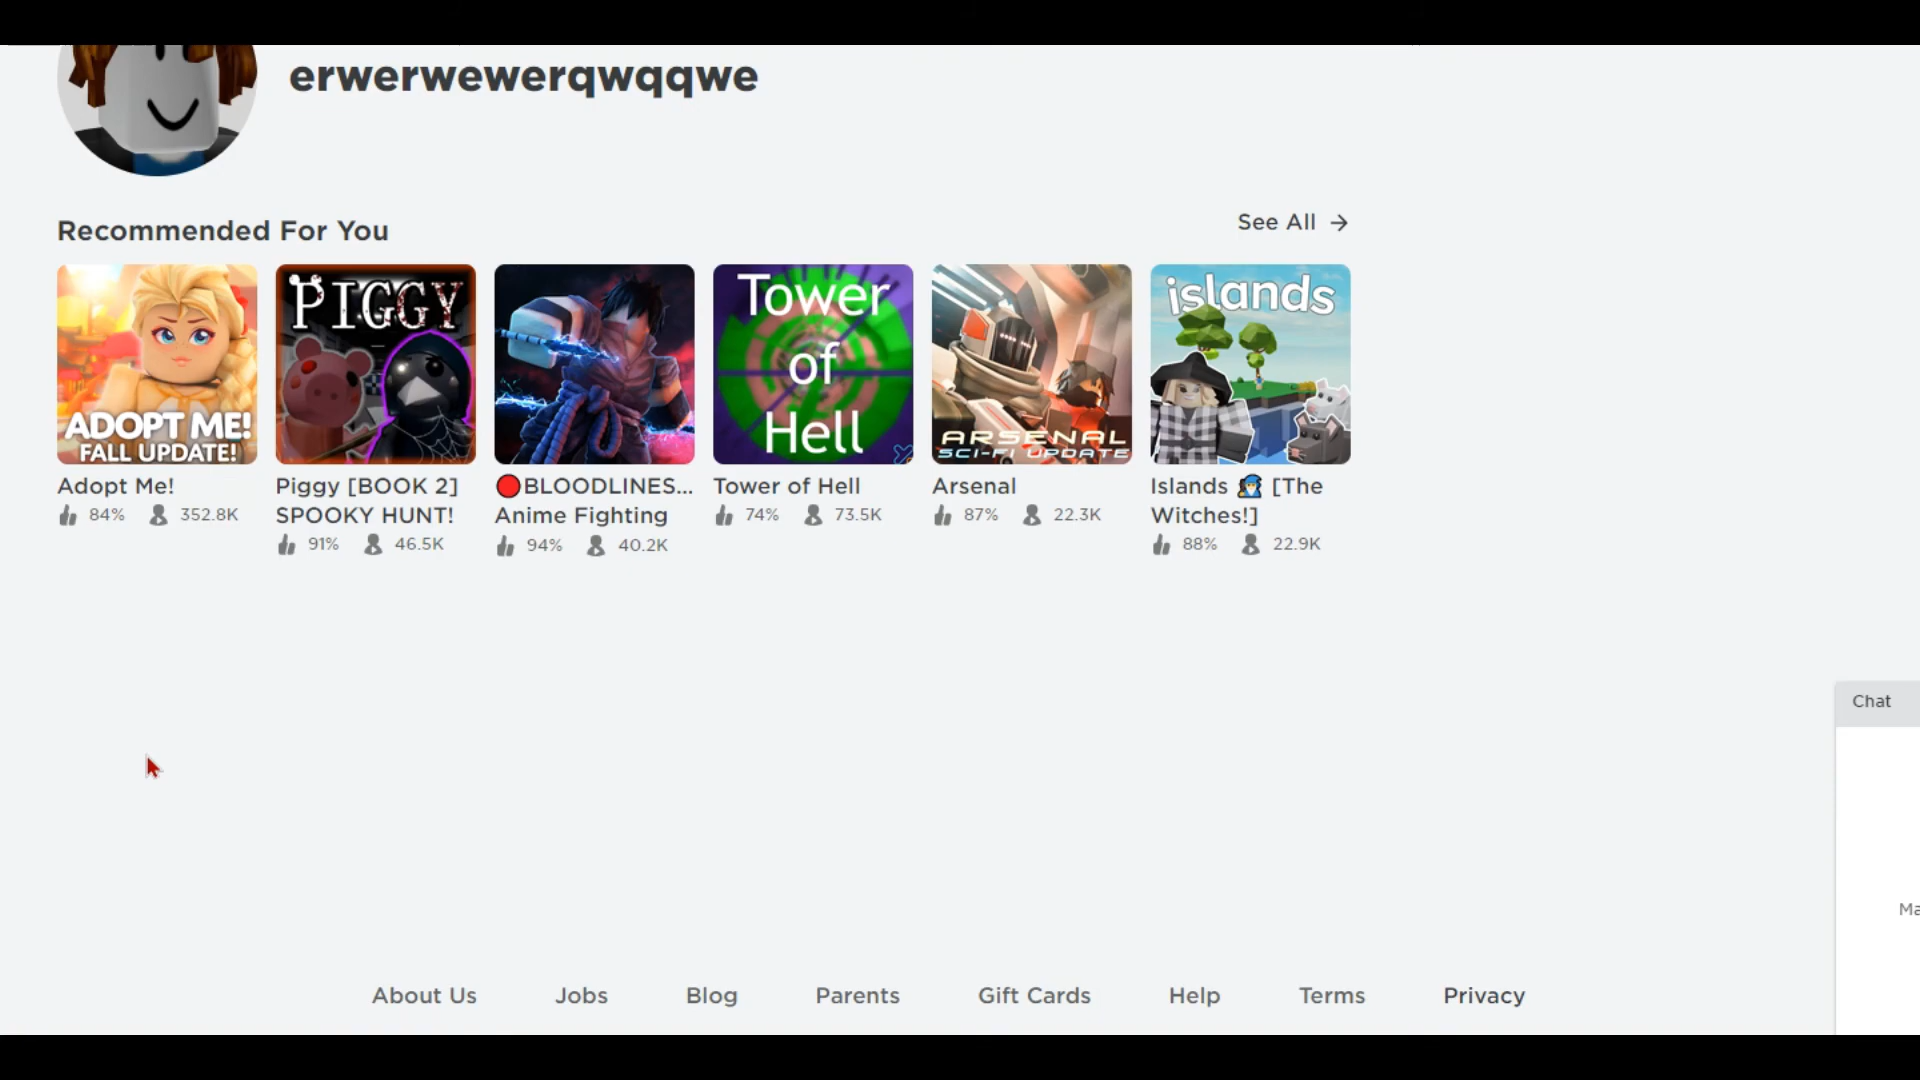 erwerwewerqwqqwe
Recommended For You
See All
ADOPT ME!
FALL UPDATE!
PIGGY
Tower
of
Hell
ARSENAL
SCI-FI UPDATE
islands
Adopt Me!
84% 352.8K
Piggy [BOOK 2]
SPOOKY HUNT!
91% 46.5K
BLOODLINES...
Anime Fighting
94% 40.2K
Tower of Hell
74% 73.5K
Arsenal
87% 22.3K
Islands [The
Witches!]
88% 22.9K
Chat
Ma
About Us Jobs Blog Parents Gift Cards Help Terms Privacy